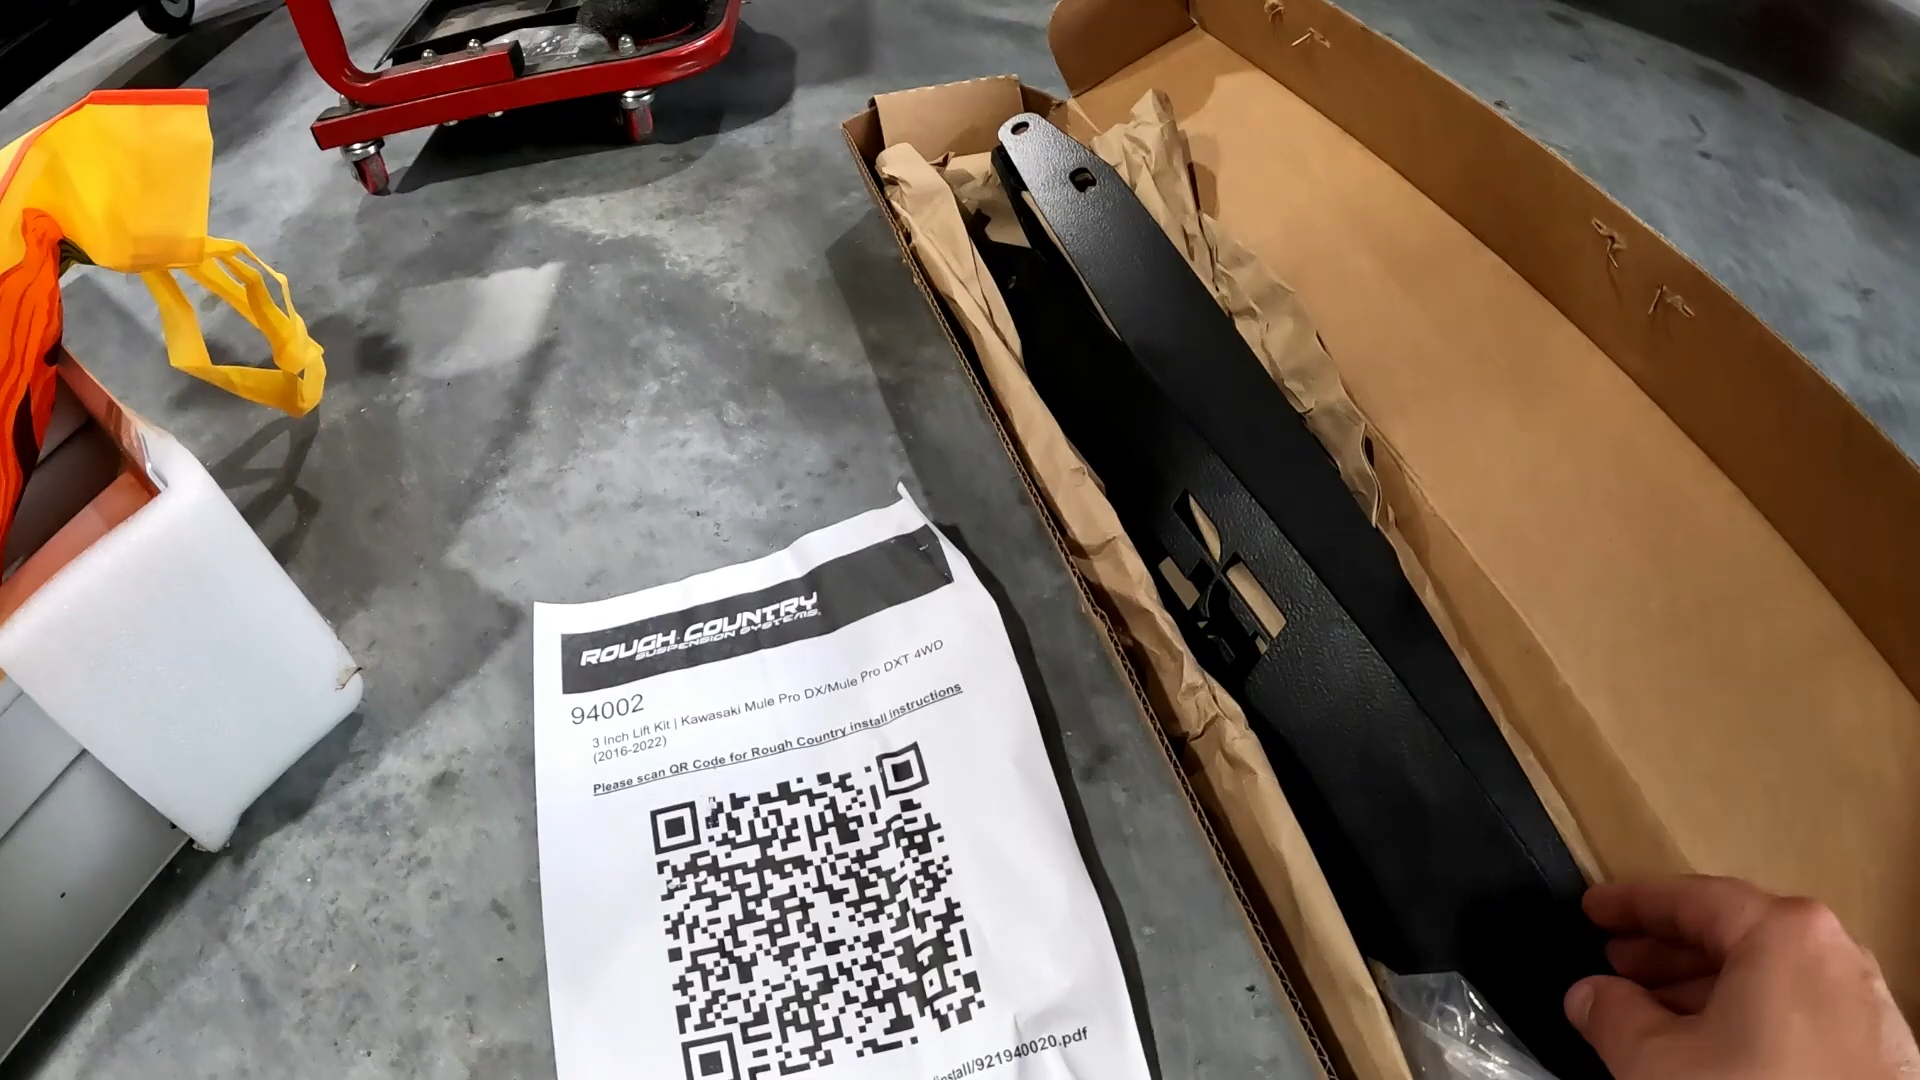 ROUGH COUNTRY
SUSPENSION SYSTEMS
94002
3 Inch Lift Kit | Kawasaki Mule Pro DX/Mule Pro DXT 4WD
(2016-2022)
Please scan QR Code for Rough Country install instructions
install/921940020.pdf